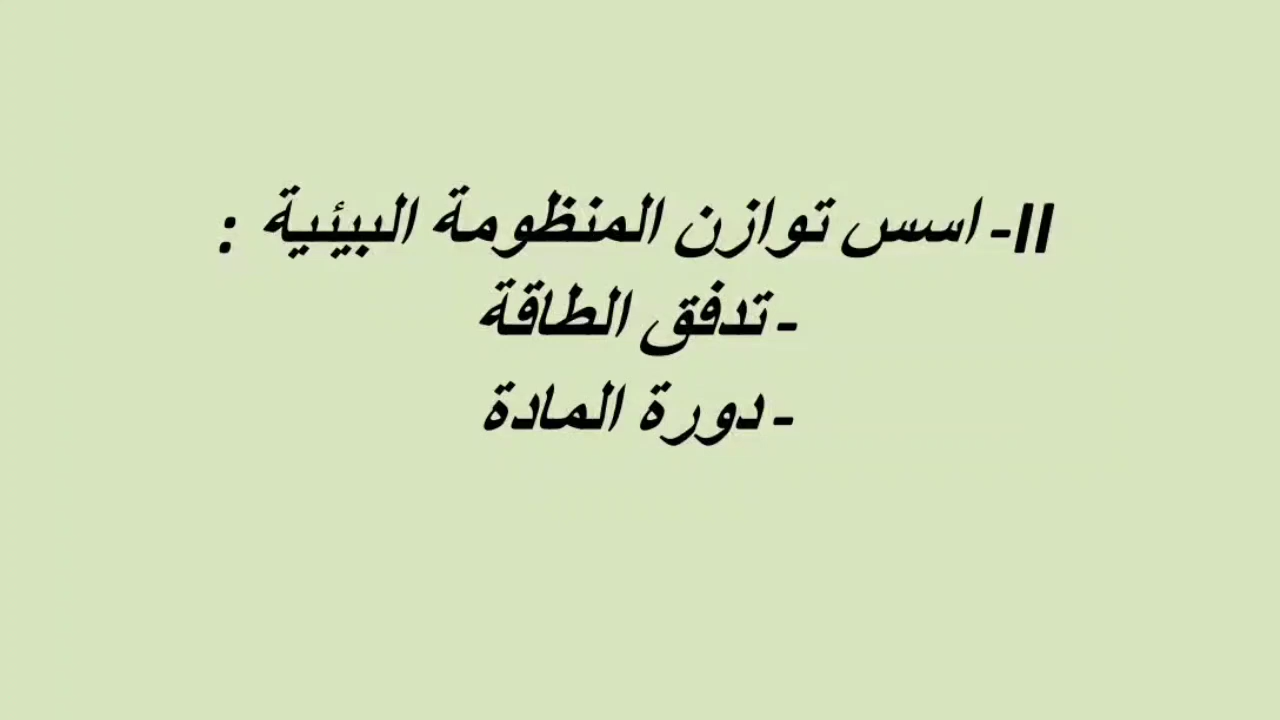 II- اسس توازن المنظومة البيئية :
- تدفق الطاقة
- دورة المادة